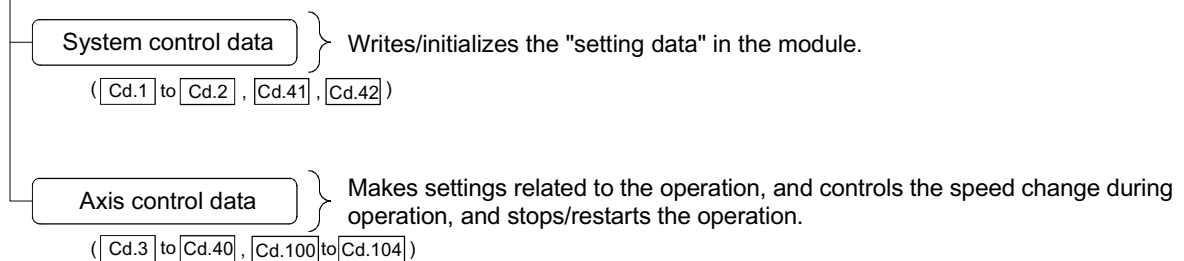 System control data
Writes/initializes the "setting data" in the module.
( Cd.1 to Cd.2 , Cd.41 , Cd.42 )
Axis control data
Makes settings related to the operation, and controls the speed change during
operation, and stops/restarts the operation.
( Cd.3 to Cd.40 , Cd.100 to Cd.104 )